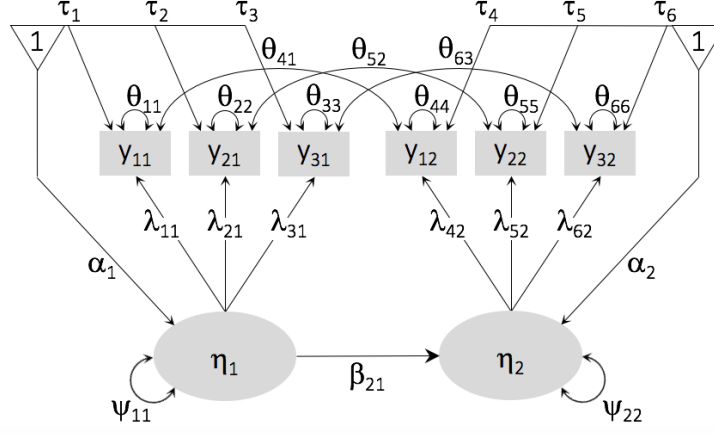 τ1 τ2 τ3 τ4 τ5 τ6
1 θ41 θ52 θ63 1
θ11 θ22 θ33 θ44 θ55 θ66
y11 y21 y31 y12 y22 y32
λ11 λ21 λ31 λ42 λ52 λ62
α1 α2
η1 η2
β21
ψ11 ψ22